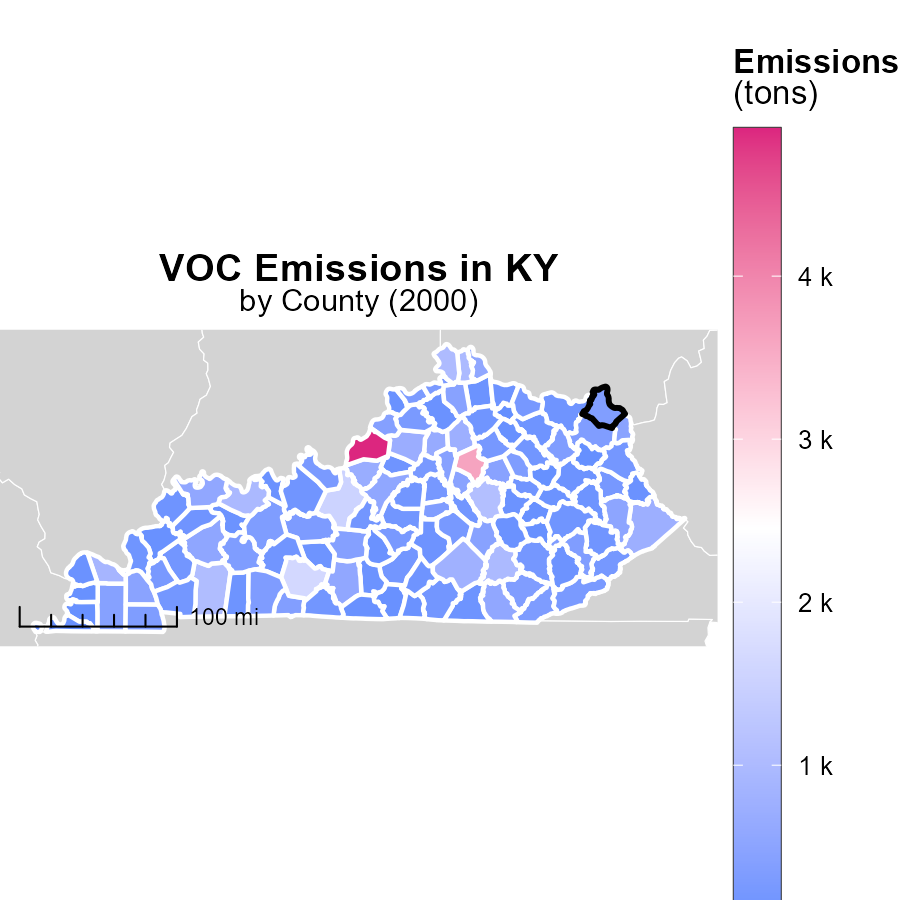 Emissions
(tons)
4 k
3 k
2 k
1 k
VOC Emissions in KY
by County (2000)
100 mi